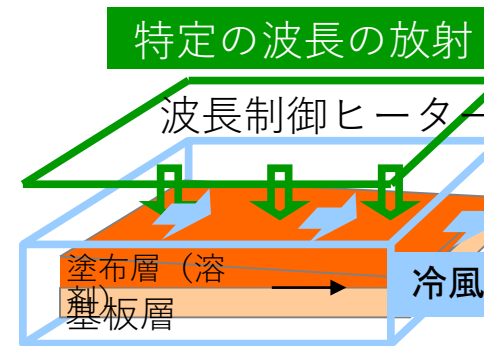 特定の波長の放射
波長制御ヒーター
塗布層（溶
剤）
基板層
冷風